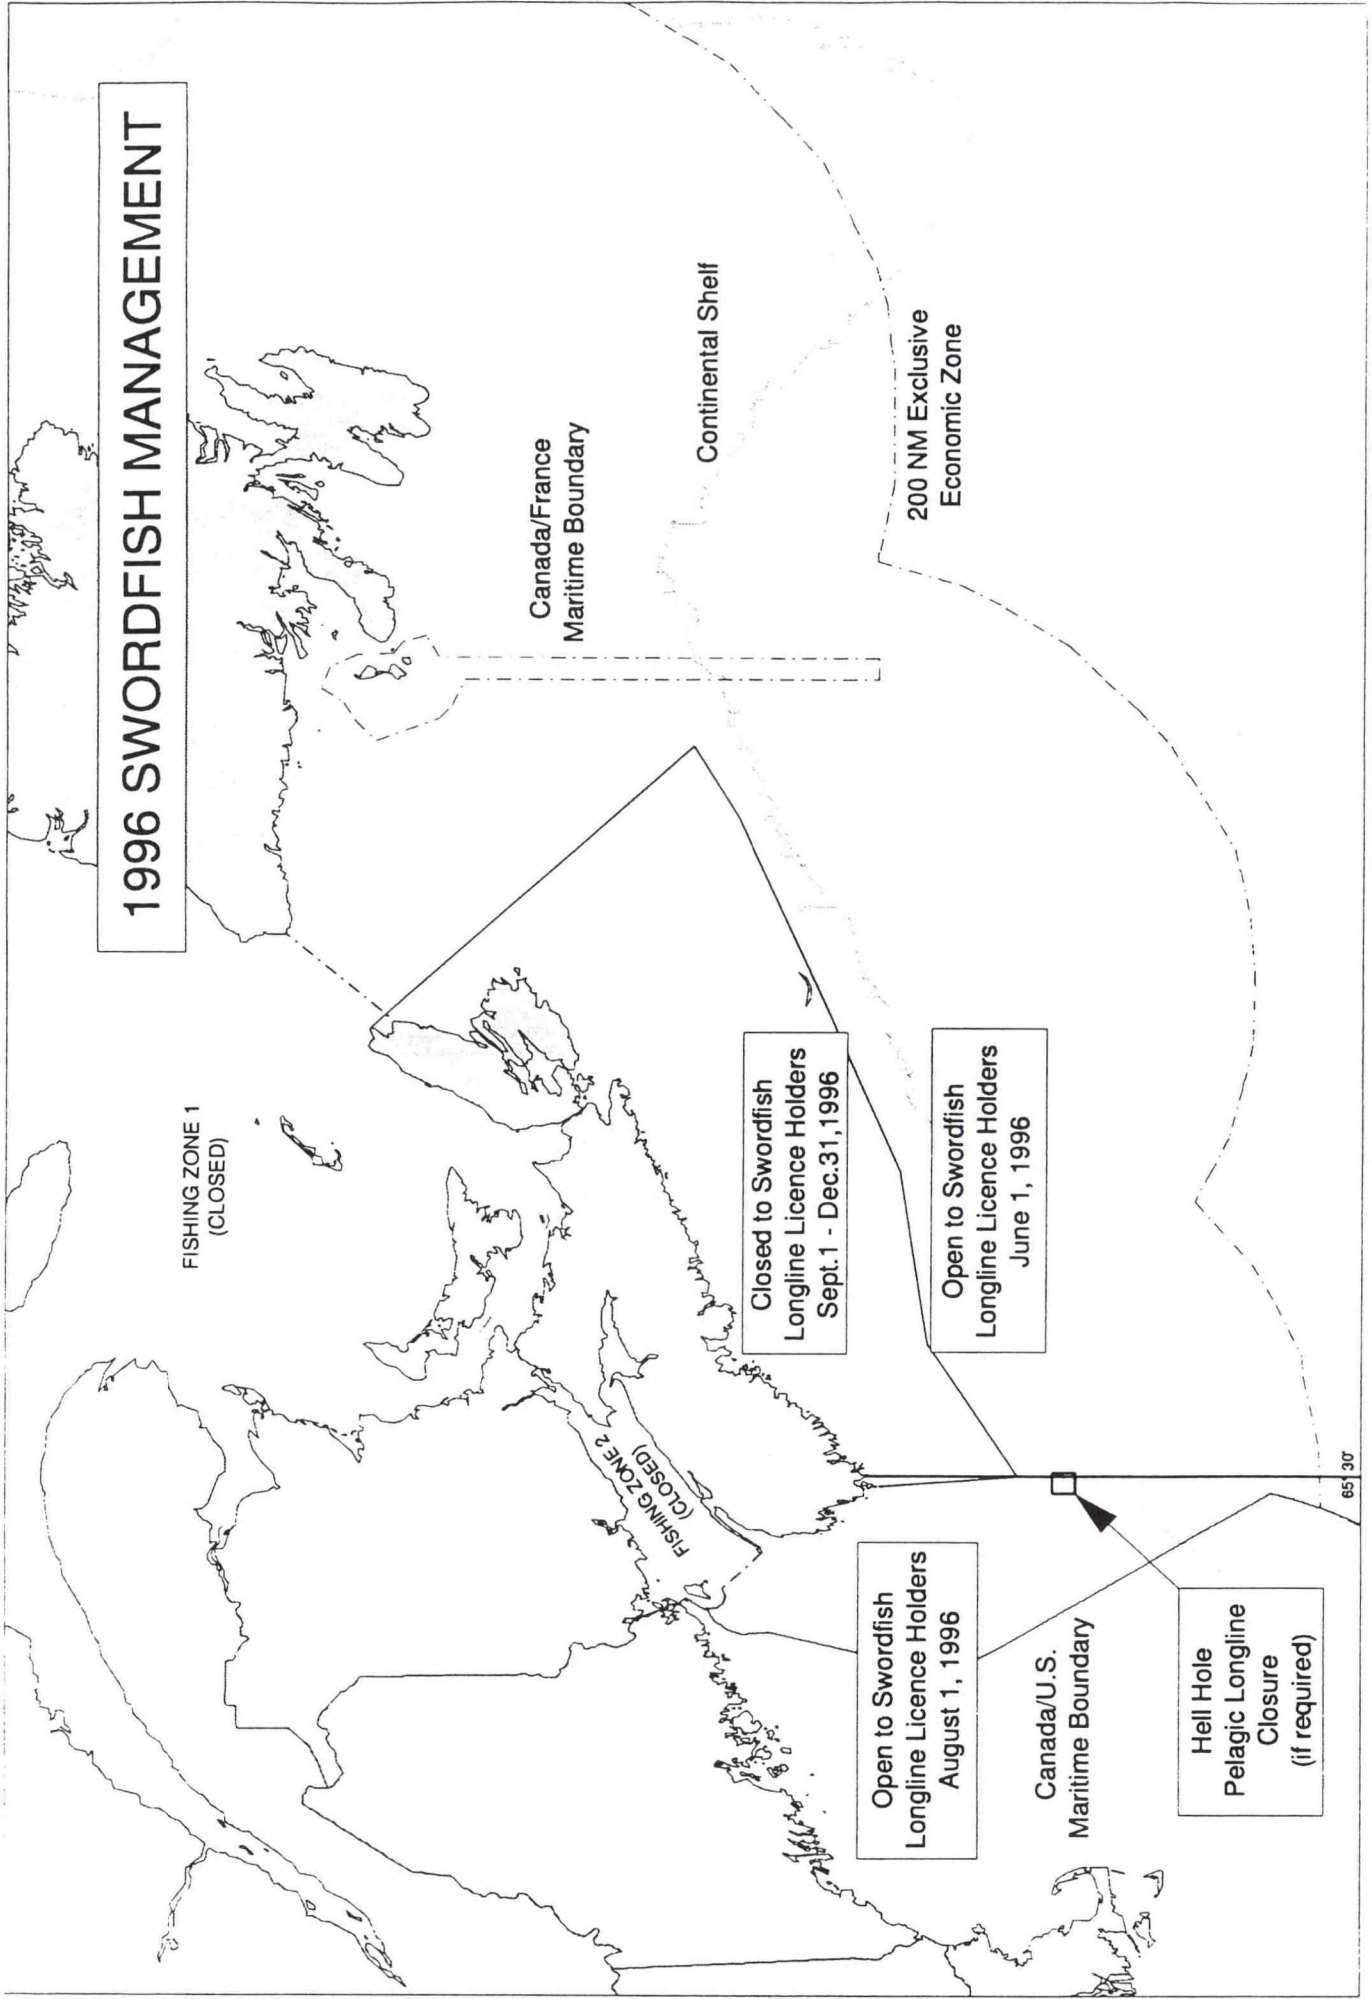 1996 SWORDFISH MANAGEMENT
FISHING ZONE 1
(CLOSED)
Canada/France
Maritime Boundary
Continental Shelf
200 NM Exclusive
Economic Zone
FISHING ZONE 2
(CLOSED)
Closed to Swordfish
Longline Licence Holders
Sept.1 - Dec.31,1996
Open to Swordfish
Longline Licence Holders
June 1, 1996
Open to Swordfish
Longline Licence Holders
August 1, 1996
Canada/U.S.
Maritime Boundary
Hell Hole
Pelagic Longline
Closure
(if required)
65°30'